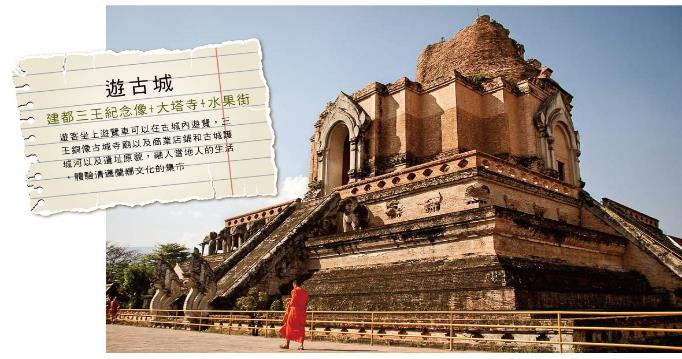 遊古城
建都三王紀念像+大塔寺+水果街
遊客坐上遊覽車可以在古城內遊覽，三
王銅像古城寺廟以及商業店鋪和古城護
城河以及遺址原貌，融入當地人的生活
，體驗清邁蘭娜文化的集市